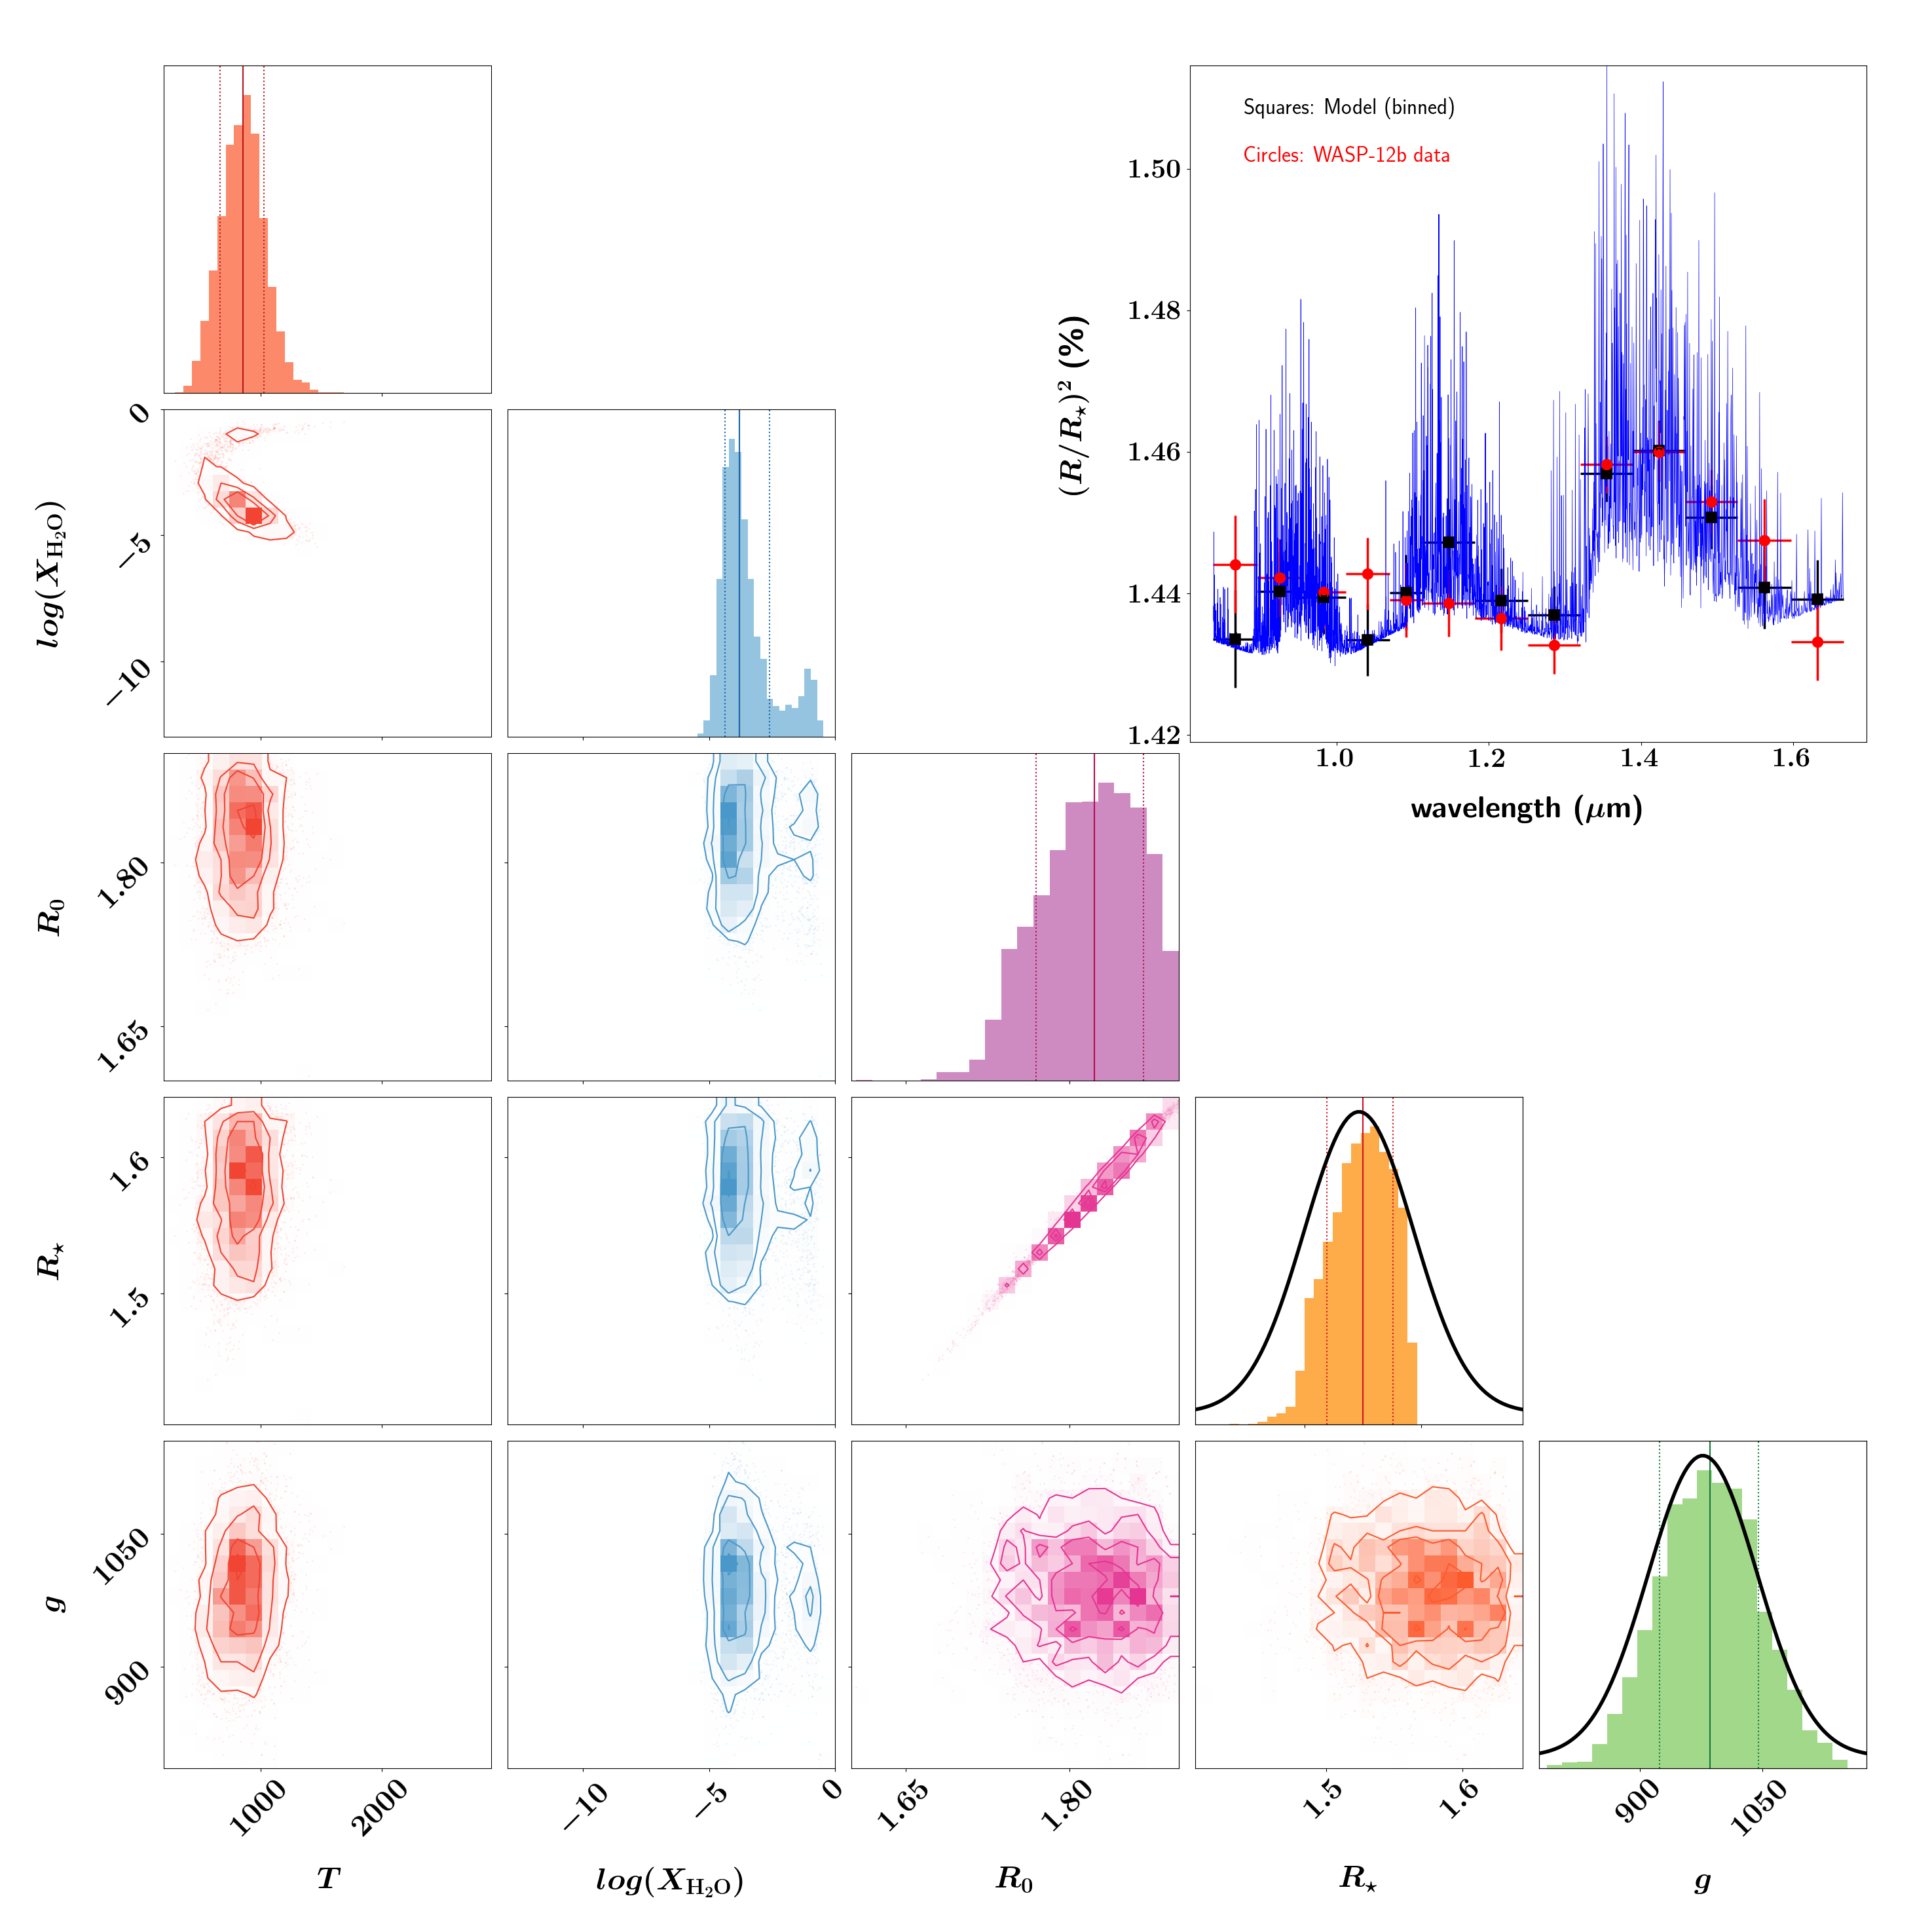 Squares: Model (binned)
Circles: WASP-12b data
(R/R⋆)² (%)
1.50
1.48
1.46
1.44
1.42
1.0 1.2 1.4 1.6
wavelength (μm)
log(X_H₂O)
0
−5
−10
R₀
1.80
1.65
R⋆
1.6
1.5
g
1050
900
1000 2000 −10 −5 0 1.65 1.80 1.5 1.6 900 1050
T log(X_H₂O) R₀ R⋆ g